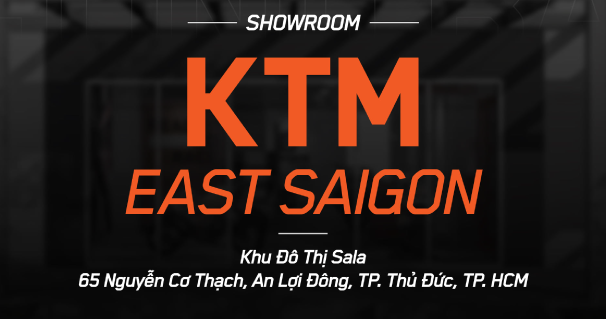 SHOWROOM
KTM
EAST SAIGON
Khu Đô Thị Sala
65 Nguyễn Cơ Thạch, An Lợi Đông, TP. Thủ Đức, TP. HCM